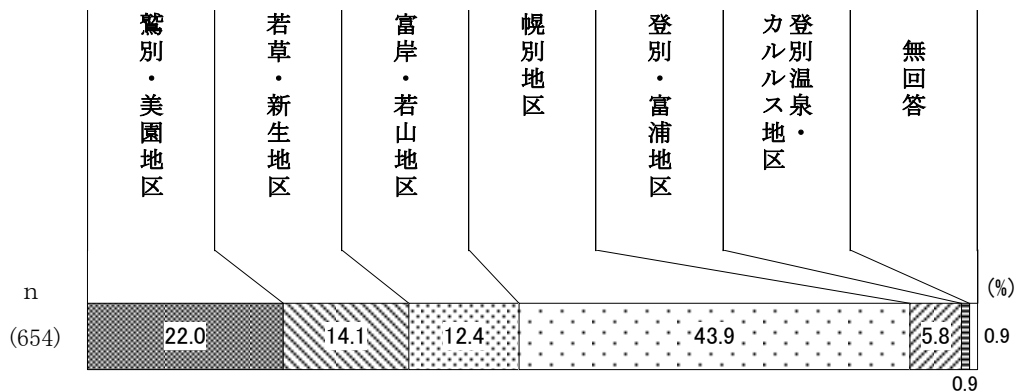 鷲別・美園地区
若草・新生地区
富岸・若山地区
幌別地区
登別・富浦地区
登別温泉・
カルルス地区
無回答
(%)
n
(654)
22.0
14.1
12.4
43.9
5.8
0.9
0.9